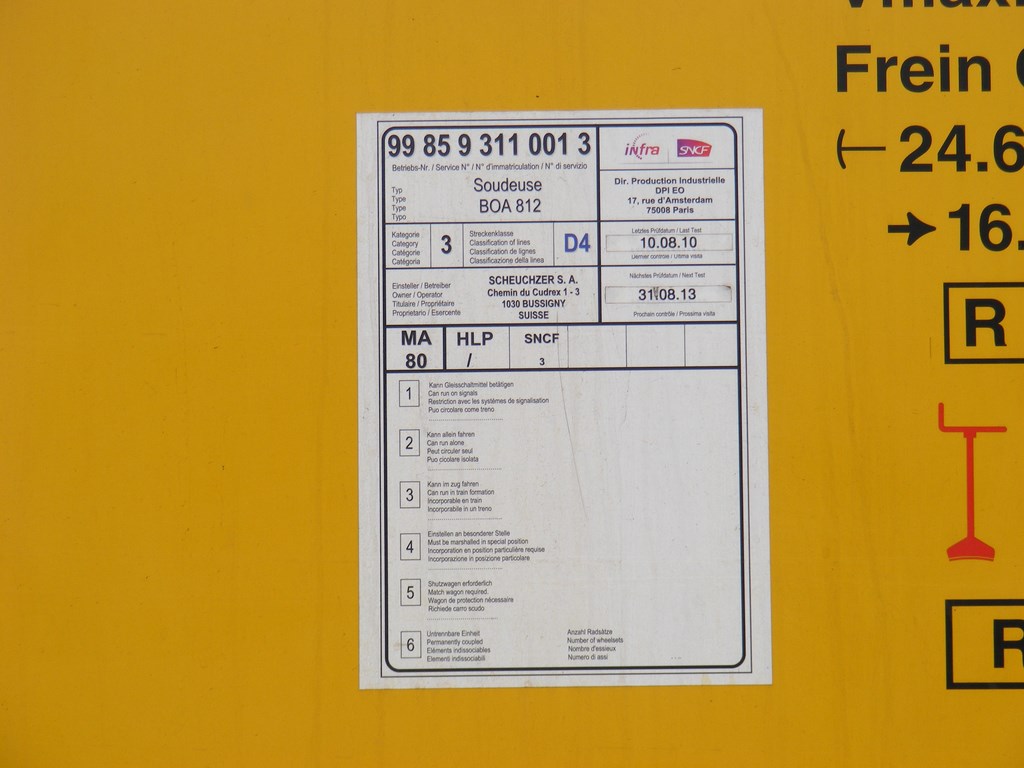 99 85 9 311 001 3
Betriebs-Nr. / Service N° / N° d'immatriculation / N° di servizio
Typ
Type
Type
Typo
Soudeuse
BOA 812
infra SNCF
Dir. Production Industrielle
DPI EO
17, rue d'Amsterdam
75008 Paris
Kategorie
Category
Catégorie
Catégoria
3
Streckenklasse
Classification of lines
Classification de lignes
Classificazione della linea
D4
Letztes Prüfdatum / Last Test
10.08.10
Dernier contrôle / Ultima visita
Einsteller / Betreiber
Owner / Operator
Titulaire / Propriétaire
Proprietario / Esercente
SCHEUCHZER S. A.
Chemin du Cudrex 1 - 3
1030 BUSSIGNY
SUISSE
Nächstes Prüfdatum / Next Test
31.08.13
Prochain contrôle / Prossima visita
MA
80
HLP
/
SNCF
3
1
Kann Gleisschaltmittel betätigen
Can run on signals
Restriction avec les systèmes de signalisation
Puo circolare come treno
2
Kann allein fahren
Can run alone
Peut circuler seul
Puo cicolare isolata
3
Kann im zug fahren
Can run in train formation
Incorporable en train
Incorporabile in un treno
4
Einstellen an besonderer Stelle
Must be marshalled in special position
Incorporation en position particulière requise
Incorporazione in posizione particolare
5
Shutzwagen erforderlich
Match wagon required
Wagon de protection nécessaire
Richiede carro scudo
6
Untrennbare Einheit
Permanently coupled
Eléments indissociables
Elementi indissociabili
Anzahl Radsätze
Number of wheelsets
Nombre d'essieux
Numero di assi
Frein
24.6
16.
R
R